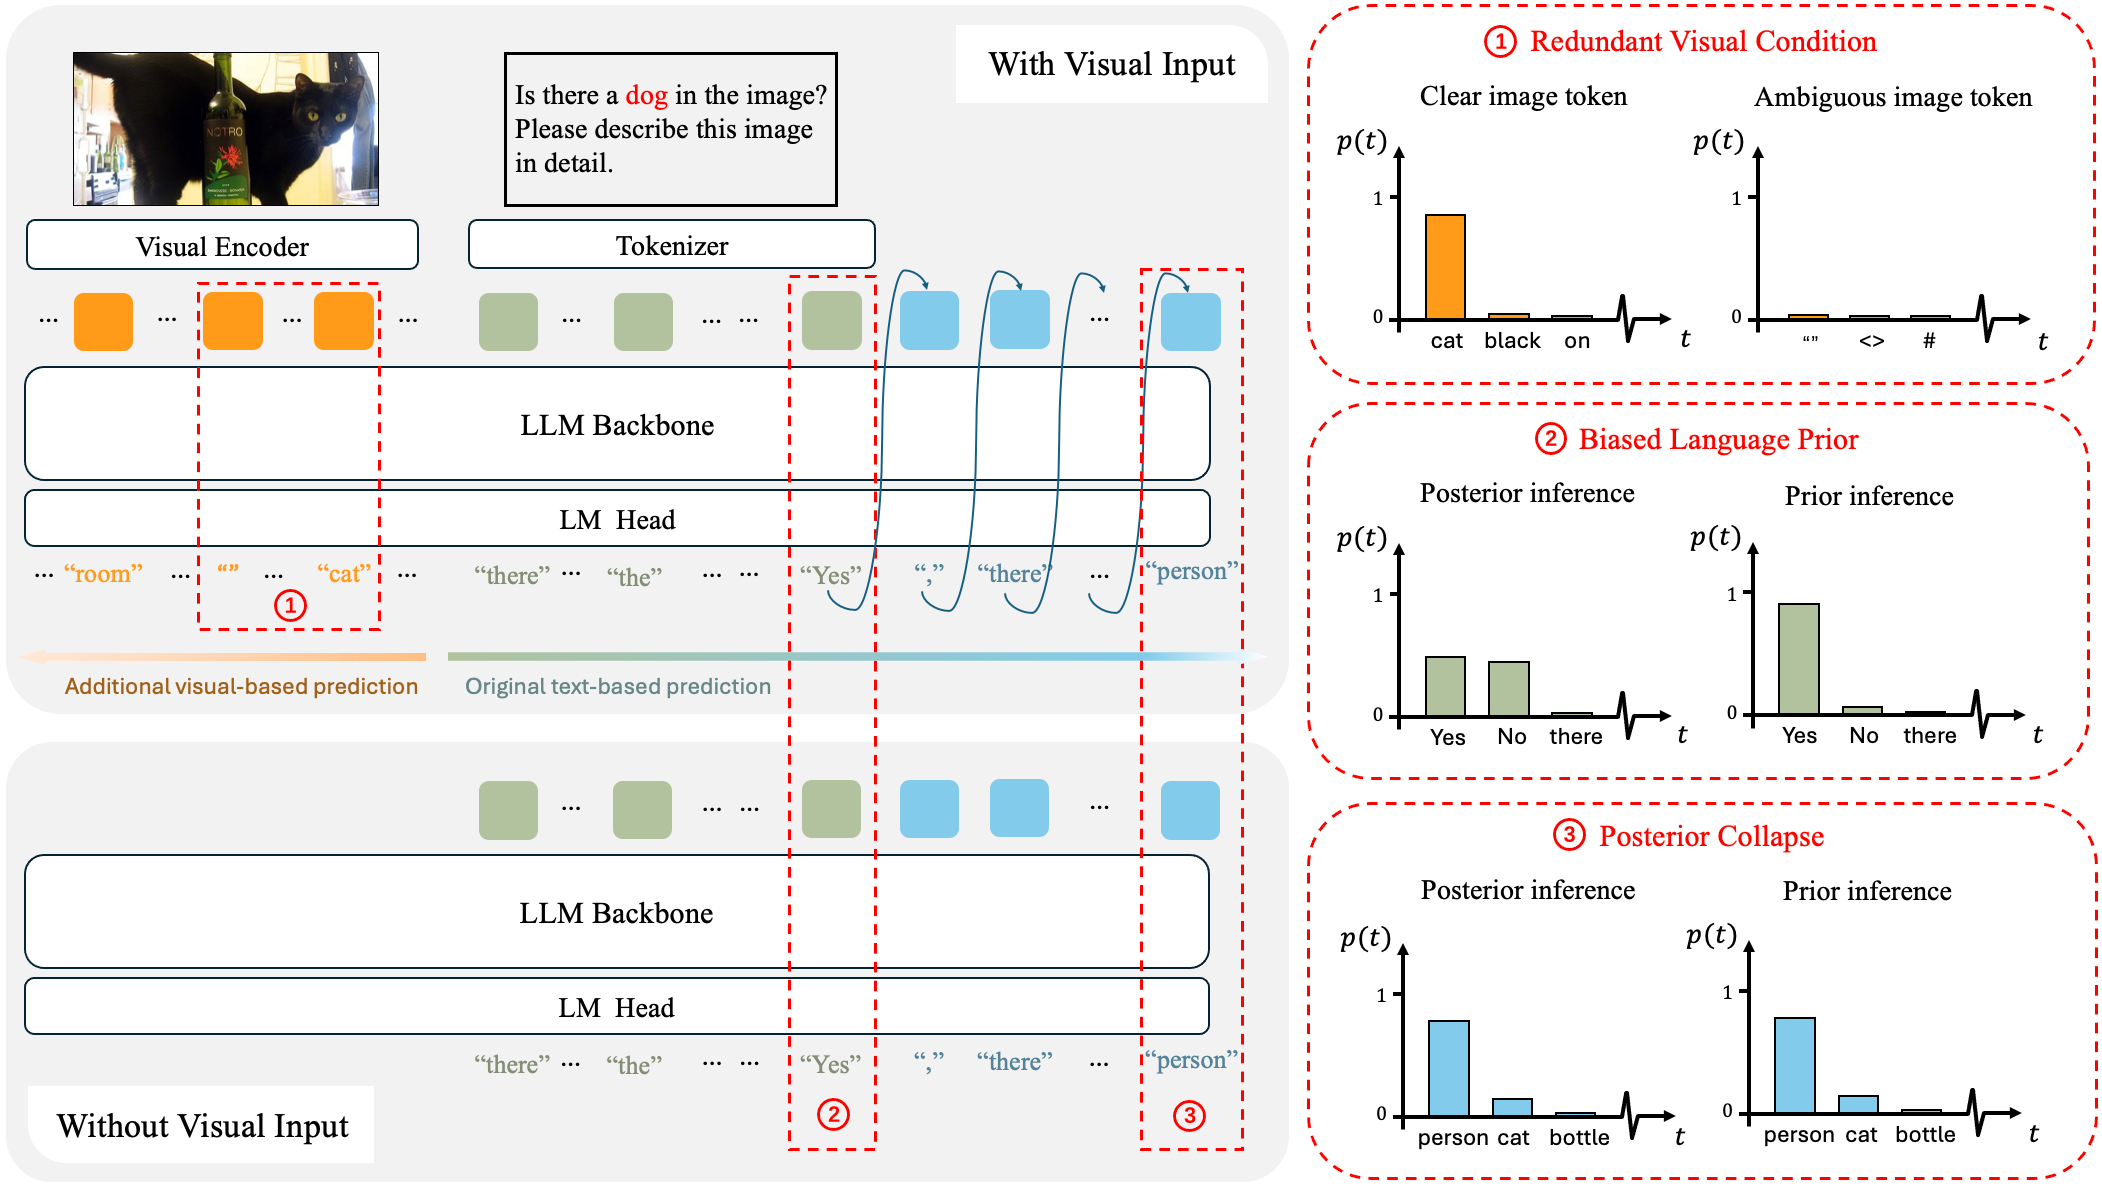 With Visual Input
NOTRO
Is there a dog in the image?
Please describe this image
in detail.
Visual Encoder
Tokenizer
... ... ... ... ... ... ... ...
LLM Backbone
LM Head
... “room” ... “” ... “cat” ... “there” ... “the” ... ... “Yes” “,” “there” ... “person”
①
Additional visual-based prediction
Original text-based prediction
... ... ... ...
LLM Backbone
LM Head
“there” ... “the” ... ... “Yes” “,” “there” ... “person”
② ③
Without Visual Input
① Redundant Visual Condition
Clear image token
p(t)
1
0
cat black on t
Ambiguous image token
p(t)
1
0
“” <> # t
② Biased Language Prior
Posterior inference
p(t)
1
0
Yes No there t
Prior inference
p(t)
1
0
Yes No there t
③ Posterior Collapse
Posterior inference
p(t)
1
0
person cat bottle t
Prior inference
p(t)
1
0
person cat bottle t